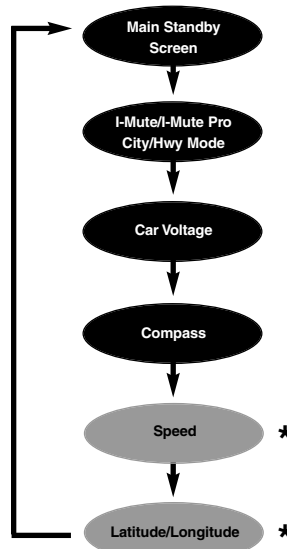 Main Standby
Screen
I-Mute/I-Mute Pro
City/Hwy Mode
Car Voltage
Compass
Speed *
Latitude/Longitude *